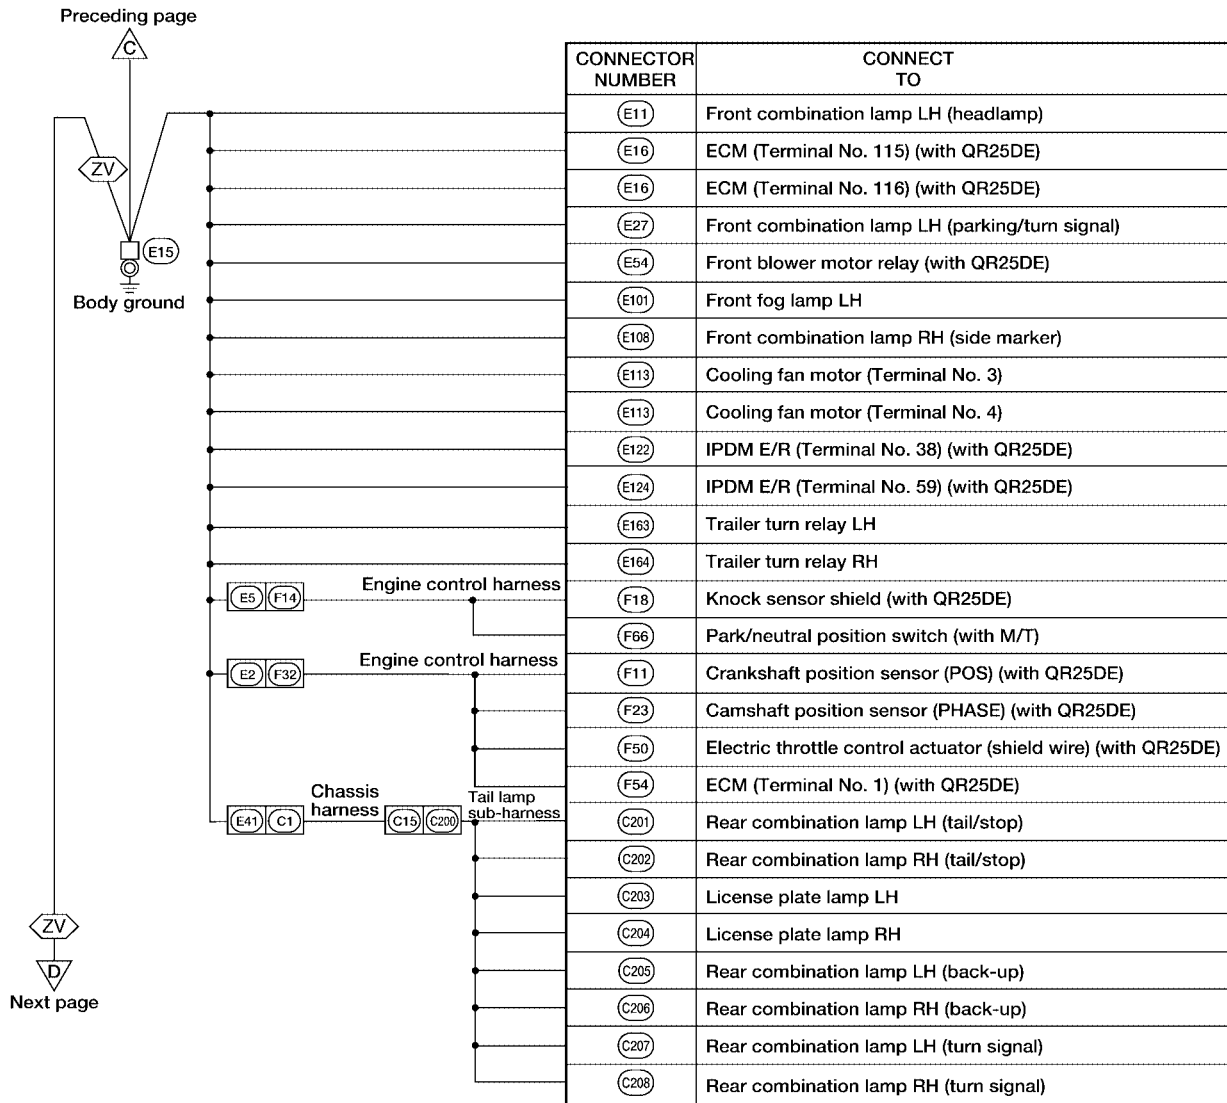 Preceding page
C
ZV
E15
Body ground
CONNECTOR NUMBER CONNECT TO
E11 Front combination lamp LH (headlamp)
E16 ECM (Terminal No. 115) (with QR25DE)
E16 ECM (Terminal No. 116) (with QR25DE)
E27 Front combination lamp LH (parking/turn signal)
E54 Front blower motor relay (with QR25DE)
E101 Front fog lamp LH
E108 Front combination lamp RH (side marker)
E113 Cooling fan motor (Terminal No. 3)
E113 Cooling fan motor (Terminal No. 4)
E122 IPDM E/R (Terminal No. 38) (with QR25DE)
E124 IPDM E/R (Terminal No. 59) (with QR25DE)
E163 Trailer turn relay LH
E164 Trailer turn relay RH
E5 F14 Engine control harness F18 Knock sensor shield (with QR25DE)
F66 Park/neutral position switch (with M/T)
E2 F32 Engine control harness F11 Crankshaft position sensor (POS) (with QR25DE)
F23 Camshaft position sensor (PHASE) (with QR25DE)
F50 Electric throttle control actuator (shield wire) (with QR25DE)
F54 ECM (Terminal No. 1) (with QR25DE)
E41 C1 Chassis harness C15 C200 Tail lamp sub-harness C201 Rear combination lamp LH (tail/stop)
C202 Rear combination lamp RH (tail/stop)
C203 License plate lamp LH
C204 License plate lamp RH
C205 Rear combination lamp LH (back-up)
C206 Rear combination lamp RH (back-up)
C207 Rear combination lamp LH (turn signal)
C208 Rear combination lamp RH (turn signal)
ZV
D
Next page